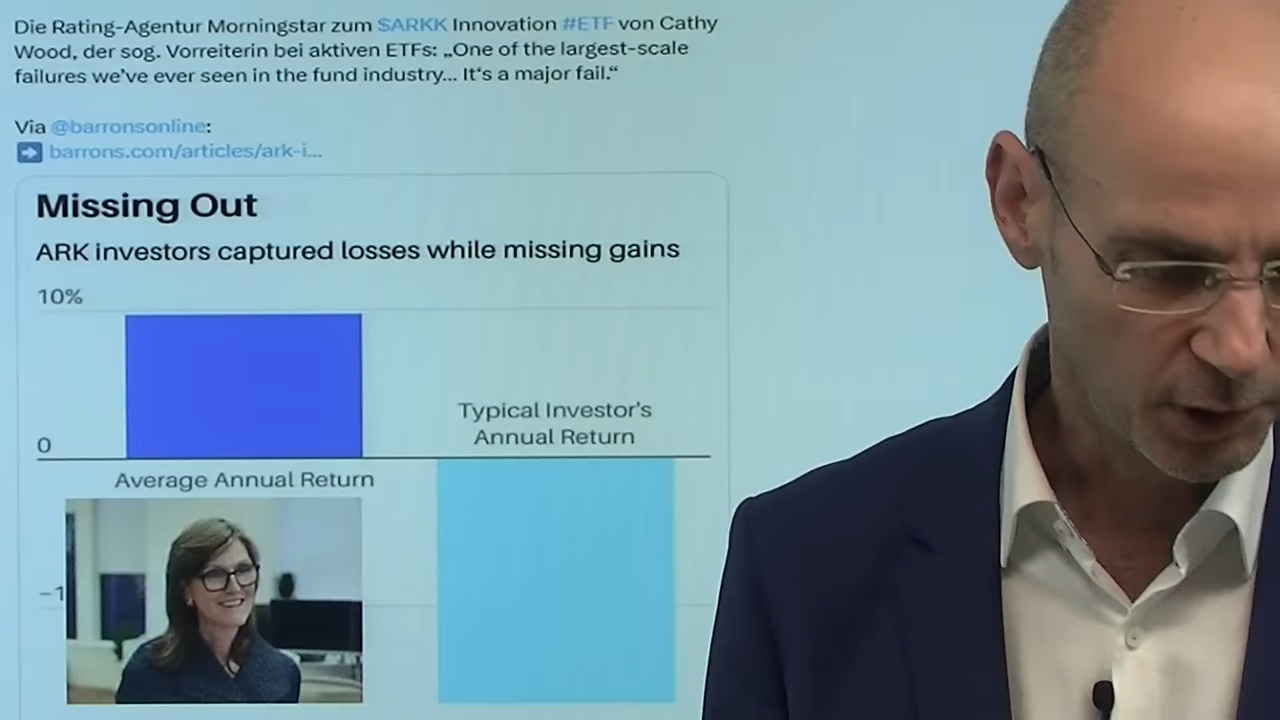 Die Rating-Agentur Morningstar zum $ARKK Innovation #ETF von Cathy
Wood, der sog. Vorreiterin bei aktiven ETFs: „One of the largest-scale
failures we've ever seen in the fund industry... It's a major fail.“
Via @barronsonline:
➡ barrons.com/articles/ark-i...
Missing Out
ARK investors captured losses while missing gains
10%
Typical Investor's
Annual Return
0
Average Annual Return
−1